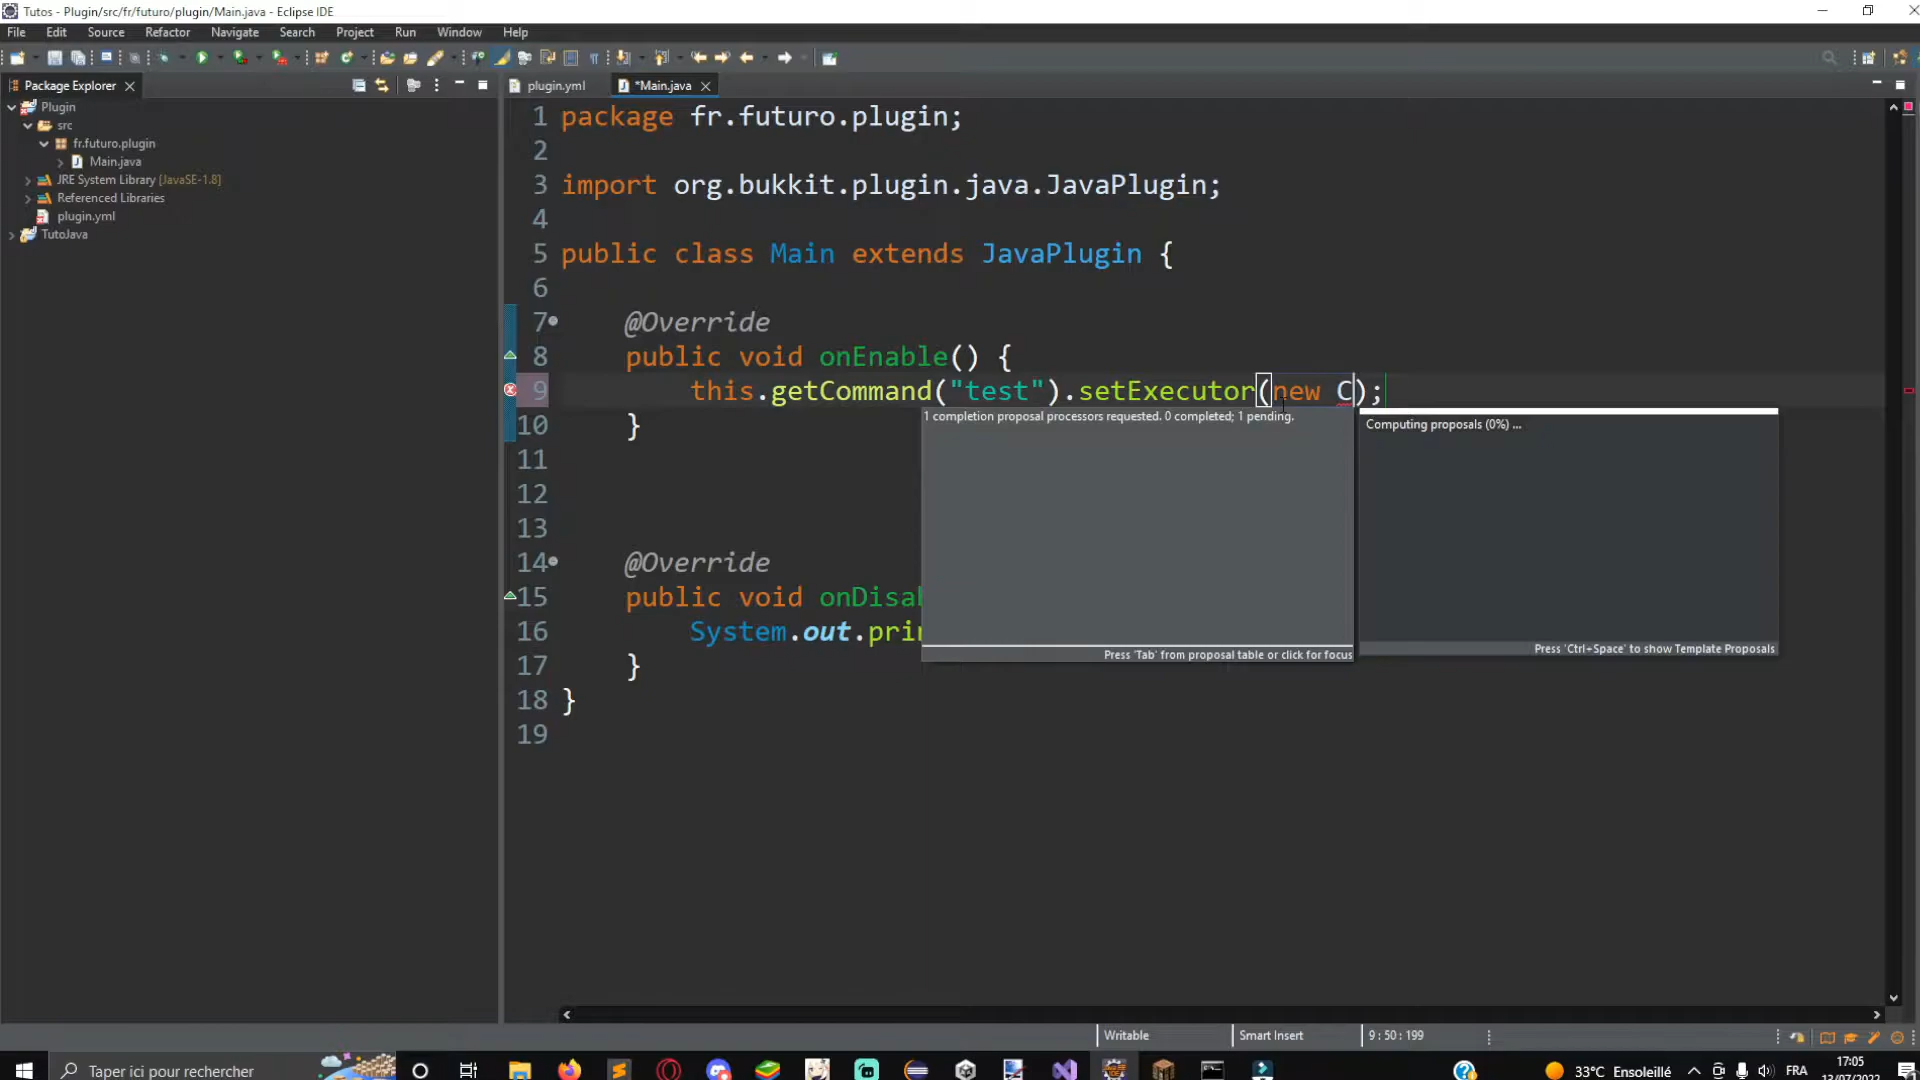 Tutos - Plugin/src/fr/futuro/plugin/Main.java - Eclipse IDE
File Edit Source Refactor Navigate Search Project Run Window Help
Package Explorer
plugin.yml
*Main.java
Plugin
src
fr.futuro.plugin
Main.java
JRE System Library [JavaSE-1.8]
Referenced Libraries
plugin.yml
TutoJava
1 package fr.futuro.plugin;
2
3 import org.bukkit.plugin.java.JavaPlugin;
4
5 public class Main extends JavaPlugin {
6
7 @Override
8 public void onEnable() {
9 this.getCommand("test").setExecutor(new C);
10 }
11
12
13
14 @Override
15 public void onDisab
16 System.out.prin
17 }
18 }
19
1 completion proposal processors requested. 0 completed; 1 pending.
Press 'Tab' from proposal table or click for focus
Computing proposals (0%) ...
Press 'Ctrl+Space' to show Template Proposals
Writable
Smart Insert
9 : 50 : 199
Taper ici pour rechercher
33°C Ensoleillé
FRA
17:05
13/07/2022